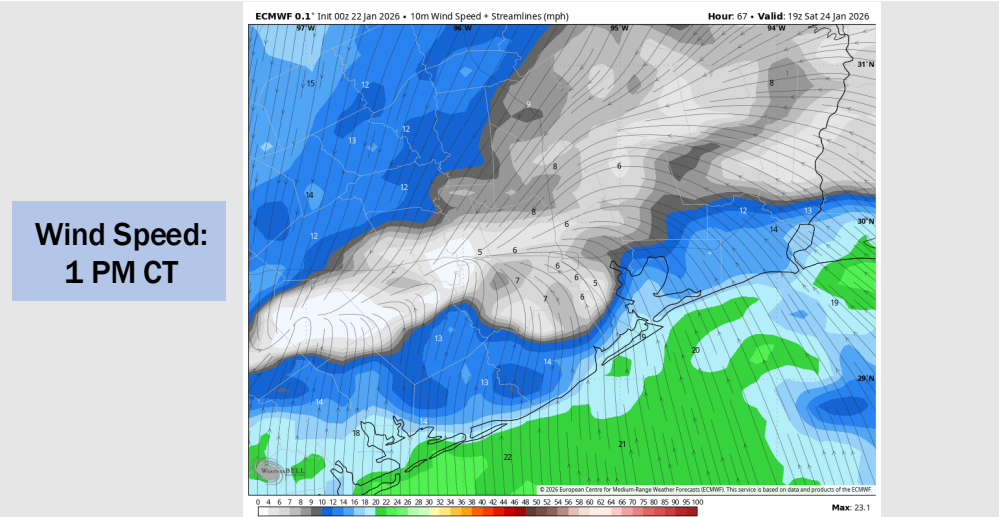 ECMWF 0.1° Init 00z 22 Jan 2026 • 10m Wind Speed + Streamlines (mph)
Hour: 67 • Valid: 19z Sat 24 Jan 2026
97°W 96°W 95°W 94°W
31°N
15 12 8
9
12
13
8 6
12
14
8 12 13
30°N
6 14
12
5 6
6
7 6 5
7 6
19
13 19
14 20
29°N
13
14
14
18
21
22
Wind Speed:
1 PM CT
WeatherBELL
© 2026 European Centre for Medium-Range Weather Forecasts (ECMWF). This service is based on data and products of the ECMWF.
0 4 6 8 9 10 12 14 16 18 20 22 24 26 28 30 32 34 36 38 40 42 44 46 48 50 52 54 56 58 60 62 64 66 70 75 80 85 90 95 100
Max: 23.1